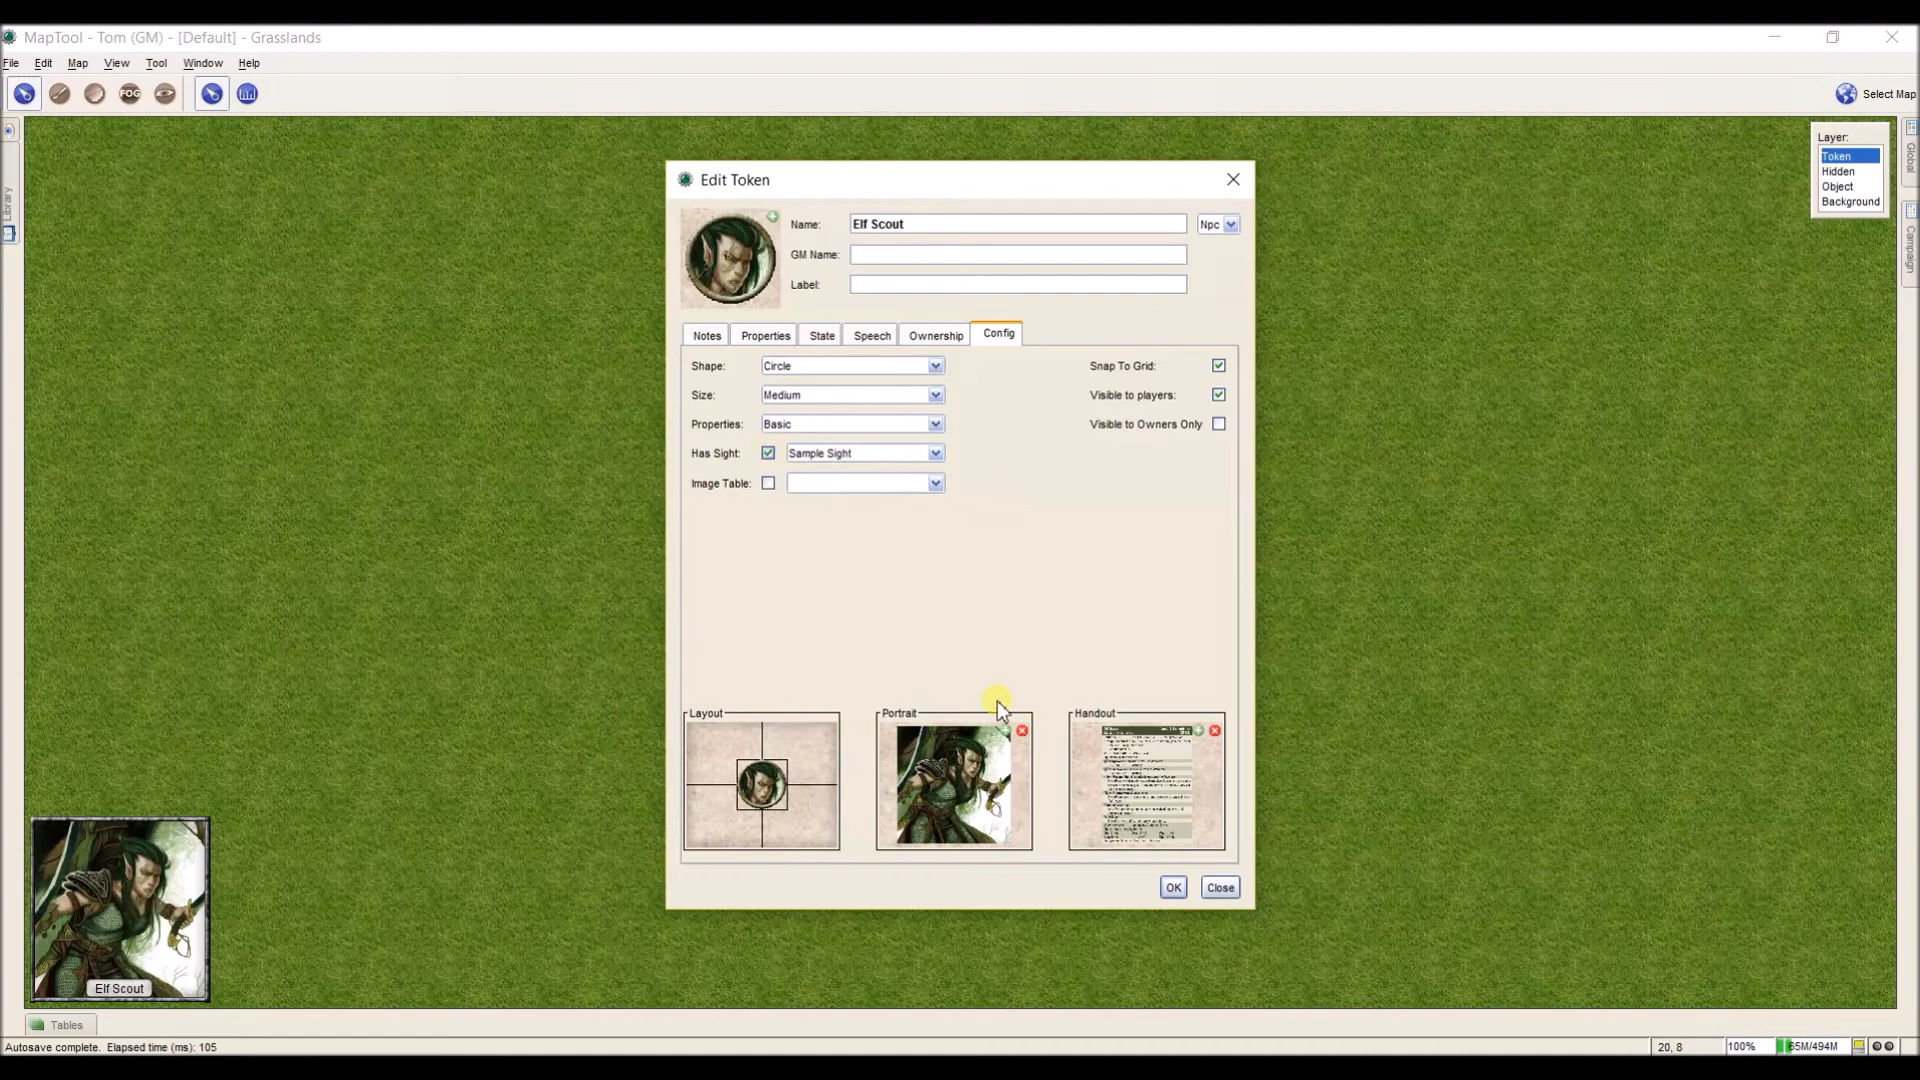 MapTool - Tom (GM) - [Default] - Grasslands
File Edit Map View Tool Window Help
FOG
Select Map
Library
Layer:
Token
Hidden
Object
Background
Global
Campaign
Edit Token
Name: Elf Scout Npc
GM Name:
Label:
Notes Properties State Speech Ownership Config
Shape: Circle Snap To Grid:
Size: Medium Visible to players:
Properties: Basic Visible to Owners Only
Has Sight: Sample Sight
Image Table:
Layout Portrait Handout
OK Close
Elf Scout
Tables
Autosave complete. Elapsed time (ms): 105 20, 8 100% 65M/494M